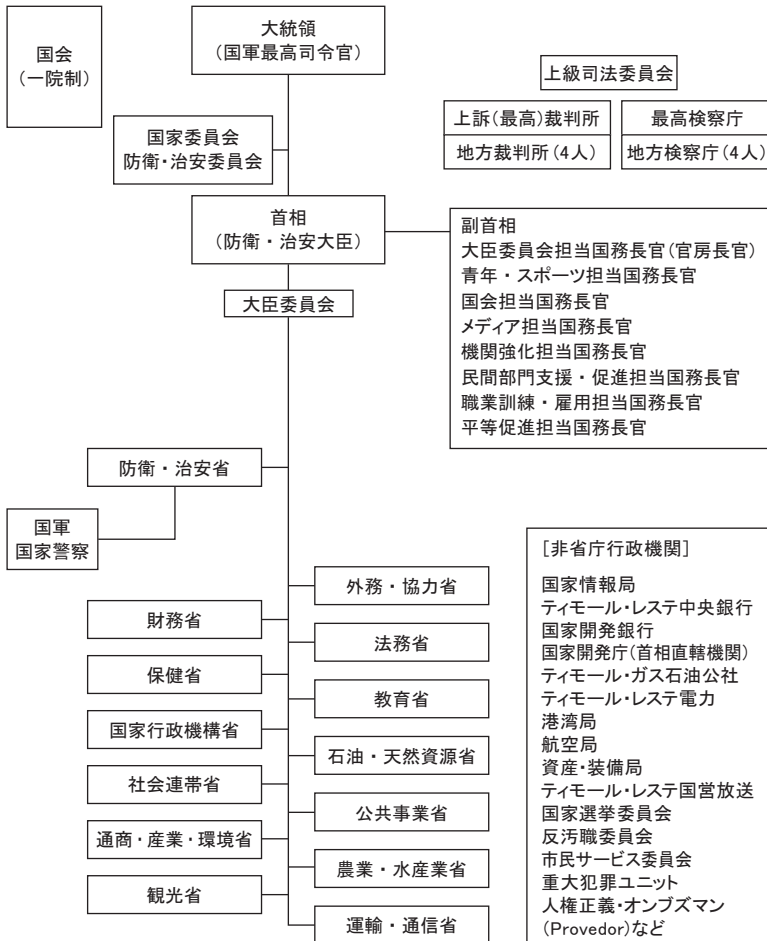 国会
(一院制)
大統領
(国軍最高司令官)
上級司法委員会
上訴(最高)裁判所
地方裁判所(4人)
最高検察庁
地方検察庁(4人)
国家委員会
防衛・治安委員会
首相
(防衛・治安大臣)
副首相
大臣委員会担当国務長官(官房長官)
青年・スポーツ担当国務長官
国会担当国務長官
メディア担当国務長官
機関強化担当国務長官
民間部門支援・促進担当国務長官
職業訓練・雇用担当国務長官
平等促進担当国務長官
大臣委員会
防衛・治安省
国軍
国家警察
外務・協力省
財務省
法務省
保健省
教育省
国家行政機構省
石油・天然資源省
社会連帯省
公共事業省
通商・産業・環境省
農業・水産業省
観光省
運輸・通信省
[非省庁行政機関]
国家情報局
ティモール・レステ中央銀行
国家開発銀行
国家開発庁(首相直轄機関)
ティモール・ガス石油公社
ティモール・レステ電力
港湾局
航空局
資産・装備局
ティモール・レステ国営放送
国家選挙委員会
反汚職委員会
市民サービス委員会
重大犯罪ユニット
人権正義・オンブズマン
(Provedor)など